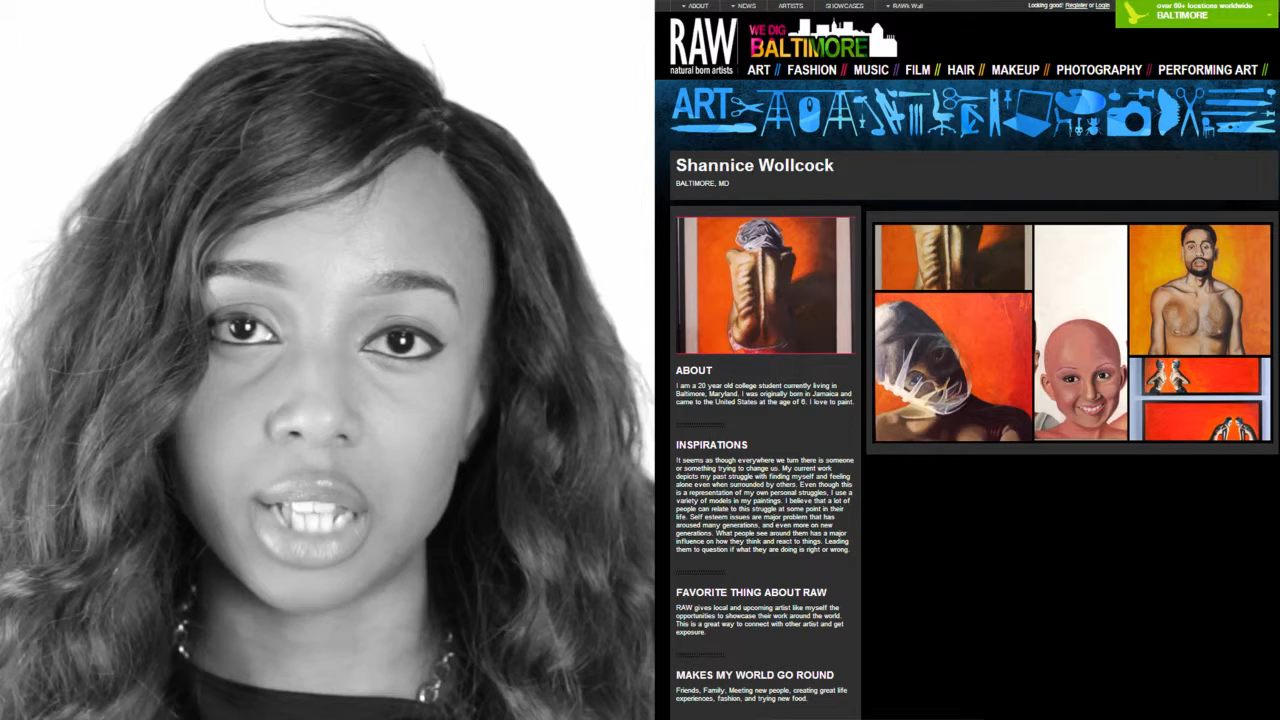 ABOUT NEWS ARTISTS SHOWCASES RAWk Wall
Looking good! Register or Login
over 60+ locations worldwide
BALTIMORE
RAW
natural born artists
WE DIG
BALTIMORE
ART // FASHION // MUSIC // FILM // HAIR // MAKEUP // PHOTOGRAPHY // PERFORMING ART //
ART
Shannice Wollcock
BALTIMORE, MD
ABOUT
I am a 20 year old college student currently living in
Baltimore, Maryland. I was originally born in Jamaica and
came to the United States at the age of 6. I love to paint.
INSPIRATIONS
It seems as though everywhere we turn there is someone
or something trying to change us. My current work
depicts my past struggle with finding myself and feeling
alone even when surrounded by others. Even though this
is a representation of my own personal struggles, I use a
variety of models in my paintings. I believe that a lot of
people can relate to this struggle at some point in their
life. Self esteem issues are major problem that has
aroused many generations, and even more on new
generations. What people see around them has a major
influence on how they think and react to things. Leading
them to question if what they are doing is right or wrong.
FAVORITE THING ABOUT RAW
RAW gives local and upcoming artist like myself the
opportunities to showcase their work around the world.
This is a great way to connect with other artist and get
exposure.
MAKES MY WORLD GO ROUND
Friends, Family, Meeting new people, creating great life
experiences, fashion, and trying new food.